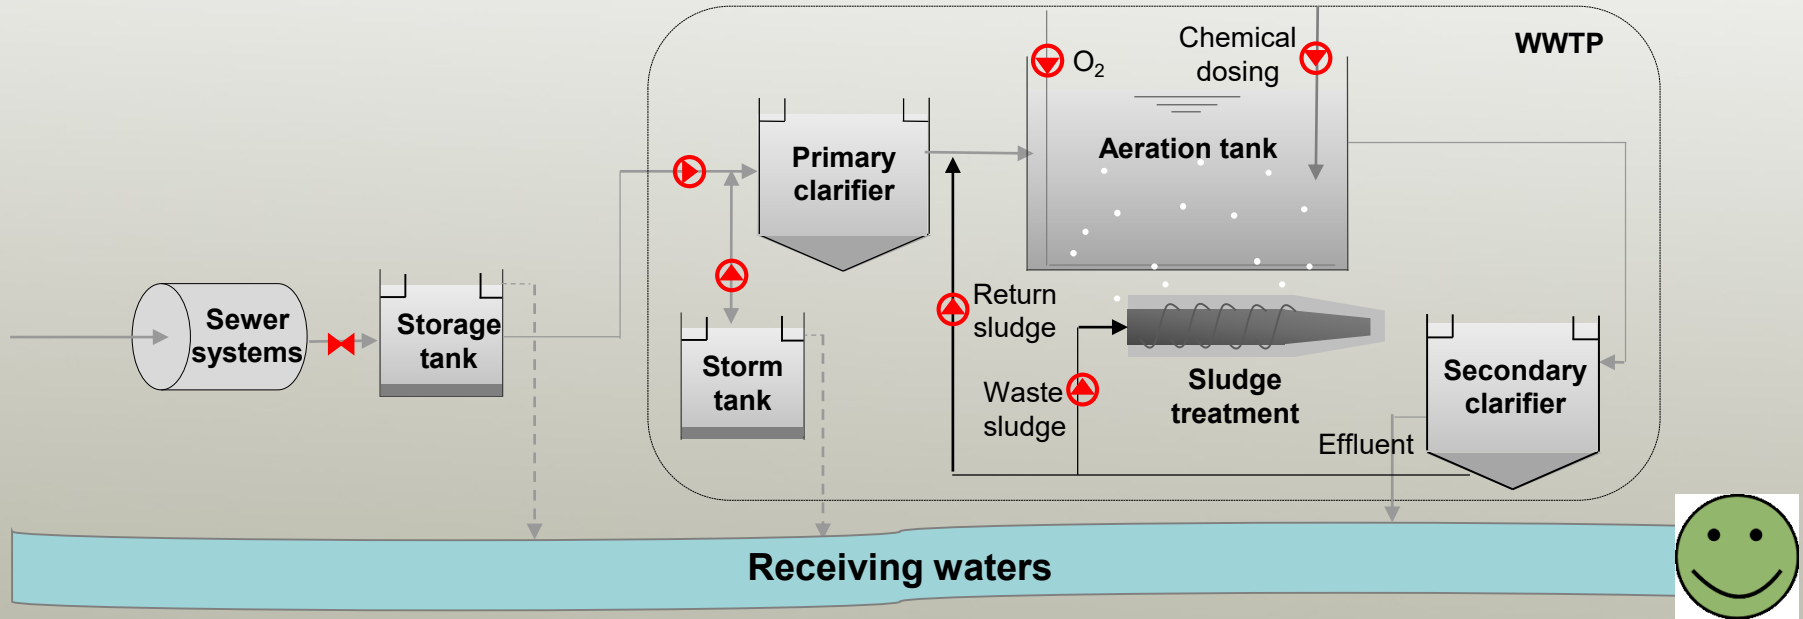 WWTP
Chemical
dosing
O₂
Aeration tank
Primary
clarifier
Sewer
systems
Storage
tank
Storm
tank
Return
sludge
Waste
sludge
Sludge
treatment
Secondary
clarifier
Effluent
Receiving waters